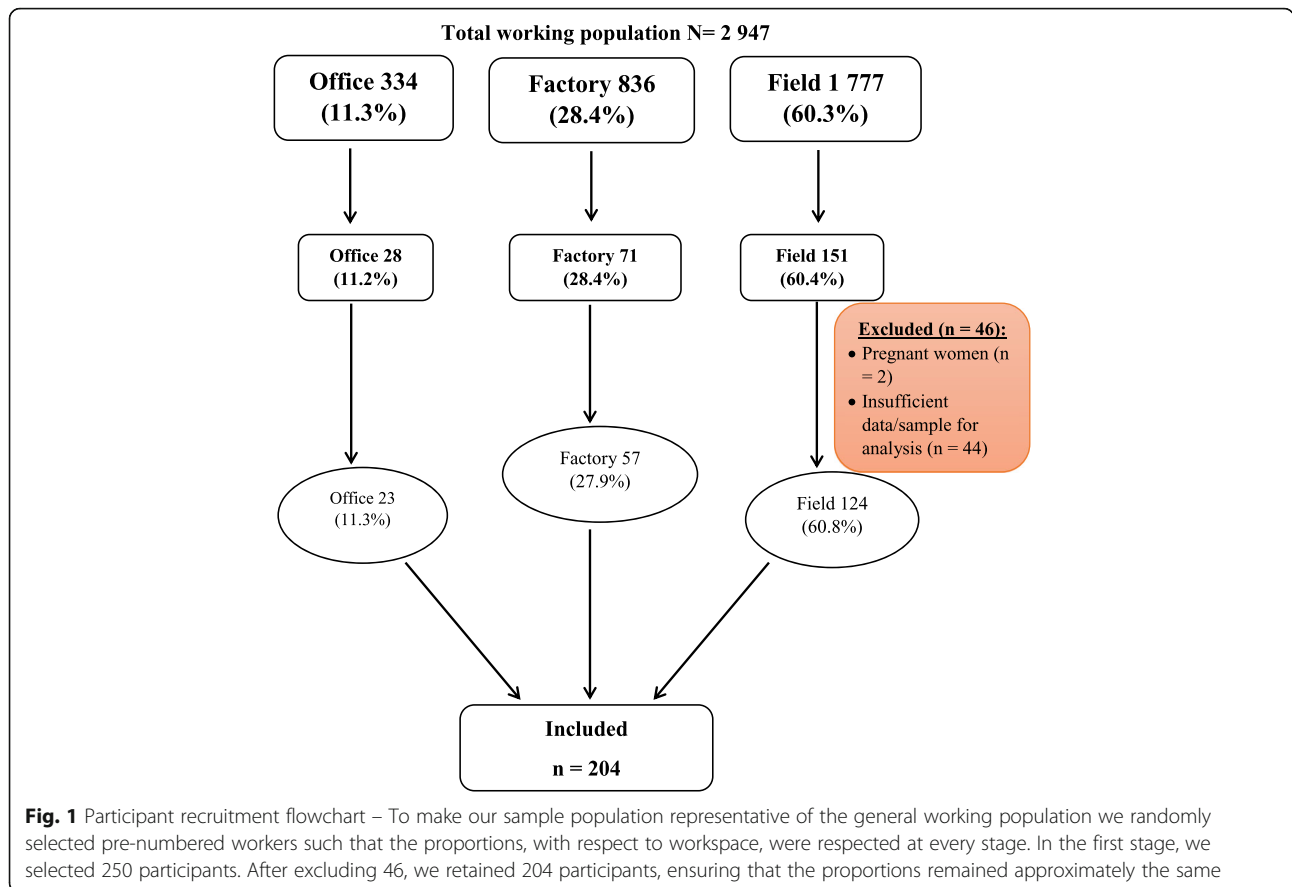 Total working population N= 2 947
Office 334
(11.3%)
Factory 836
(28.4%)
Field 1 777
(60.3%)
Office 28
(11.2%)
Factory 71
(28.4%)
Field 151
(60.4%)
Excluded (n = 46):
• Pregnant women (n
= 2)
• Insufficient
data/sample for
analysis (n = 44)
Office 23
(11.3%)
Factory 57
(27.9%)
Field 124
(60.8%)
Included
n = 204
Fig. 1 Participant recruitment flowchart – To make our sample population representative of the general working population we randomly
selected pre-numbered workers such that the proportions, with respect to workspace, were respected at every stage. In the first stage, we
selected 250 participants. After excluding 46, we retained 204 participants, ensuring that the proportions remained approximately the same